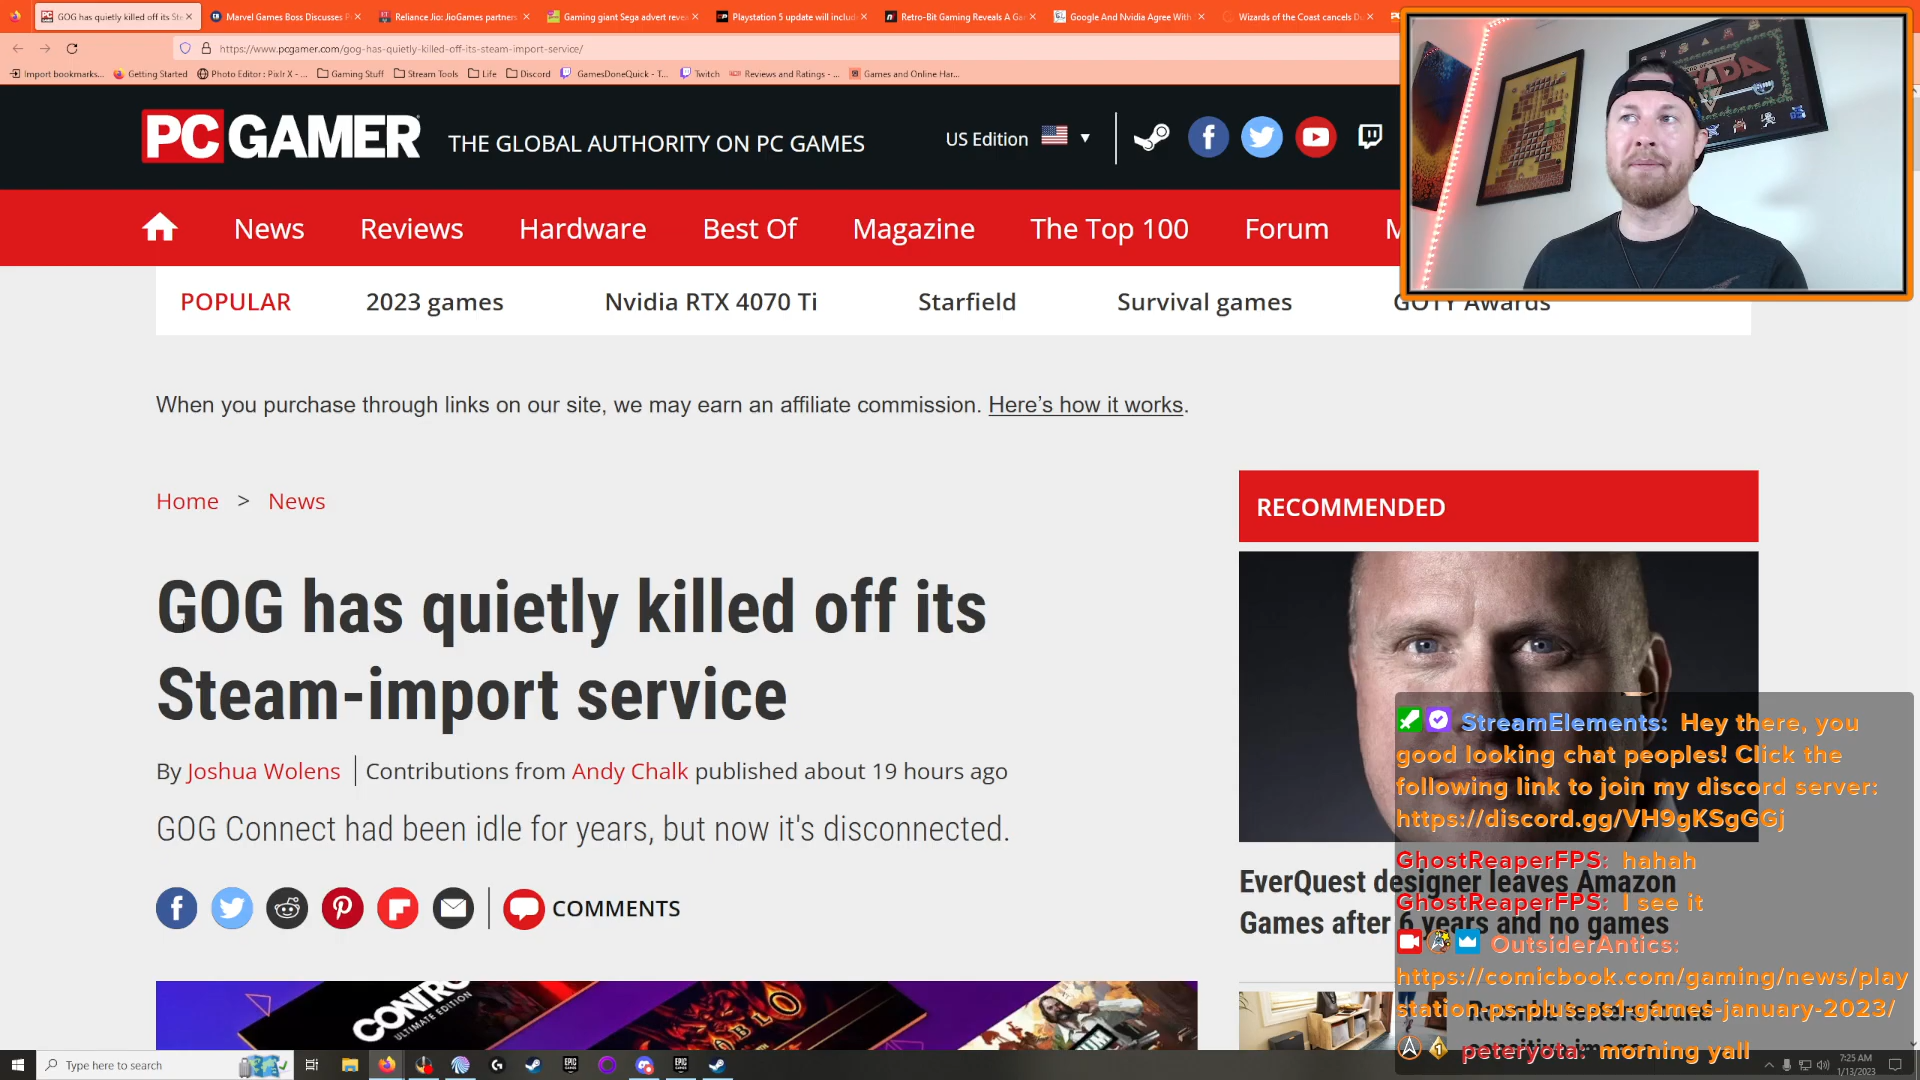 GOG has quietly killed off its St
Marvel Games Boss Discusses P
Reliance Jio: JioGames partners
Gaming giant Sega advert revea
Playstation 5 update will include
Retro-Bit Gaming Reveals A Ga
Google And Nvidia Agree With
Wizards of the Coast cancels D
https://www.pcgamer.com/gog-has-quietly-killed-off-its-steam-import-service/
Import bookmarks...
Getting Started
Photo Editor : Pixlr X - ...
Gaming Stuff
Stream Tools
Life
Discord
GamesDoneQuick - T...
Twitch
Reviews and Ratings - ...
Games and Online Har...
PC GAMER
THE GLOBAL AUTHORITY ON PC GAMES
US Edition
News
Reviews
Hardware
Best Of
Magazine
The Top 100
Forum
M
POPULAR
2023 games
Nvidia RTX 4070 Ti
Starfield
Survival games
GOTY Awards
When you purchase through links on our site, we may earn an affiliate commission. Here’s how it works.
Home > News
RECOMMENDED
GOG has quietly killed off its
Steam-import service
By Joshua Wolens | Contributions from Andy Chalk published about 19 hours ago
GOG Connect had been idle for years, but now it's disconnected.
COMMENTS
CONTRO
ULTIMATE EDITION
EverQuest designer leaves Amazon
Games after 6 years and no games
StreamElements: Hey there, you
good looking chat peoples! Click the
following link to join my discord server:
https://discord.gg/VH9gKSgGGj
GhostReaperFPS: hahah
GhostReaperFPS: I see it
OutsiderAntics:
https://comicbook.com/gaming/news/play
station-ps-plus-ps1-games-january-2023/
peteryota: morning yall
Type here to search
7:25 AM
1/13/2023